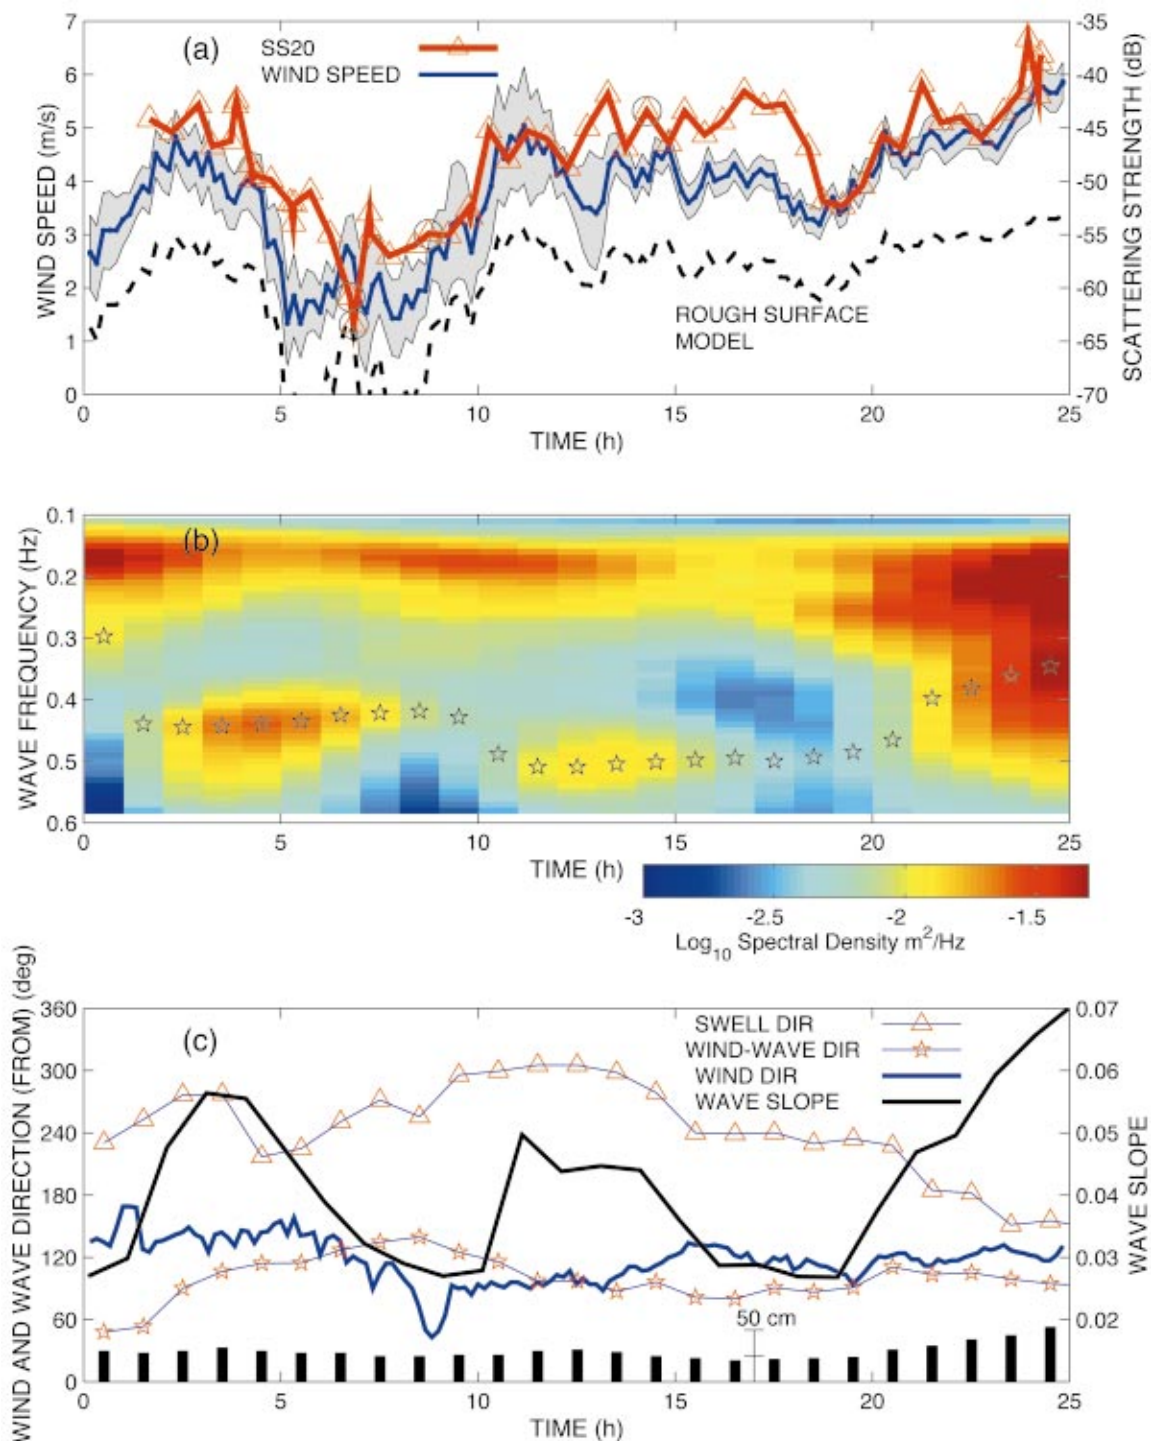 (a)
SS20
WIND SPEED
WIND SPEED (m/s)
7
6
5
4
3
2
1
0
-35
-40
-45
-50
-55
-60
-65
-70
SCATTERING STRENGTH (dB)
ROUGH SURFACE
MODEL
0 5 10 15 20 25
TIME (h)
(b)
WAVE FREQUENCY (Hz)
0.1
0.2
0.3
0.4
0.5
0.6
0 5 10 15 20 25
TIME (h)
-3 -2.5 -2 -1.5
Log10 Spectral Density m2/Hz
(c)
WIND AND WAVE DIRECTION (FROM) (deg)
360
300
240
180
120
60
0
SWELL DIR
WIND-WAVE DIR
WIND DIR
WAVE SLOPE
0.07
0.06
0.05
0.04
0.03
0.02
WAVE SLOPE
50 cm
0 5 10 15 20 25
TIME (h)